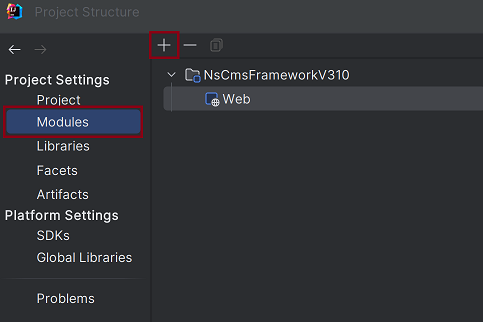 Project Structure
Project Settings
Project
Modules
Libraries
Facets
Artifacts
Platform Settings
SDKs
Global Libraries
Problems
NsCmsFrameworkV310
Web